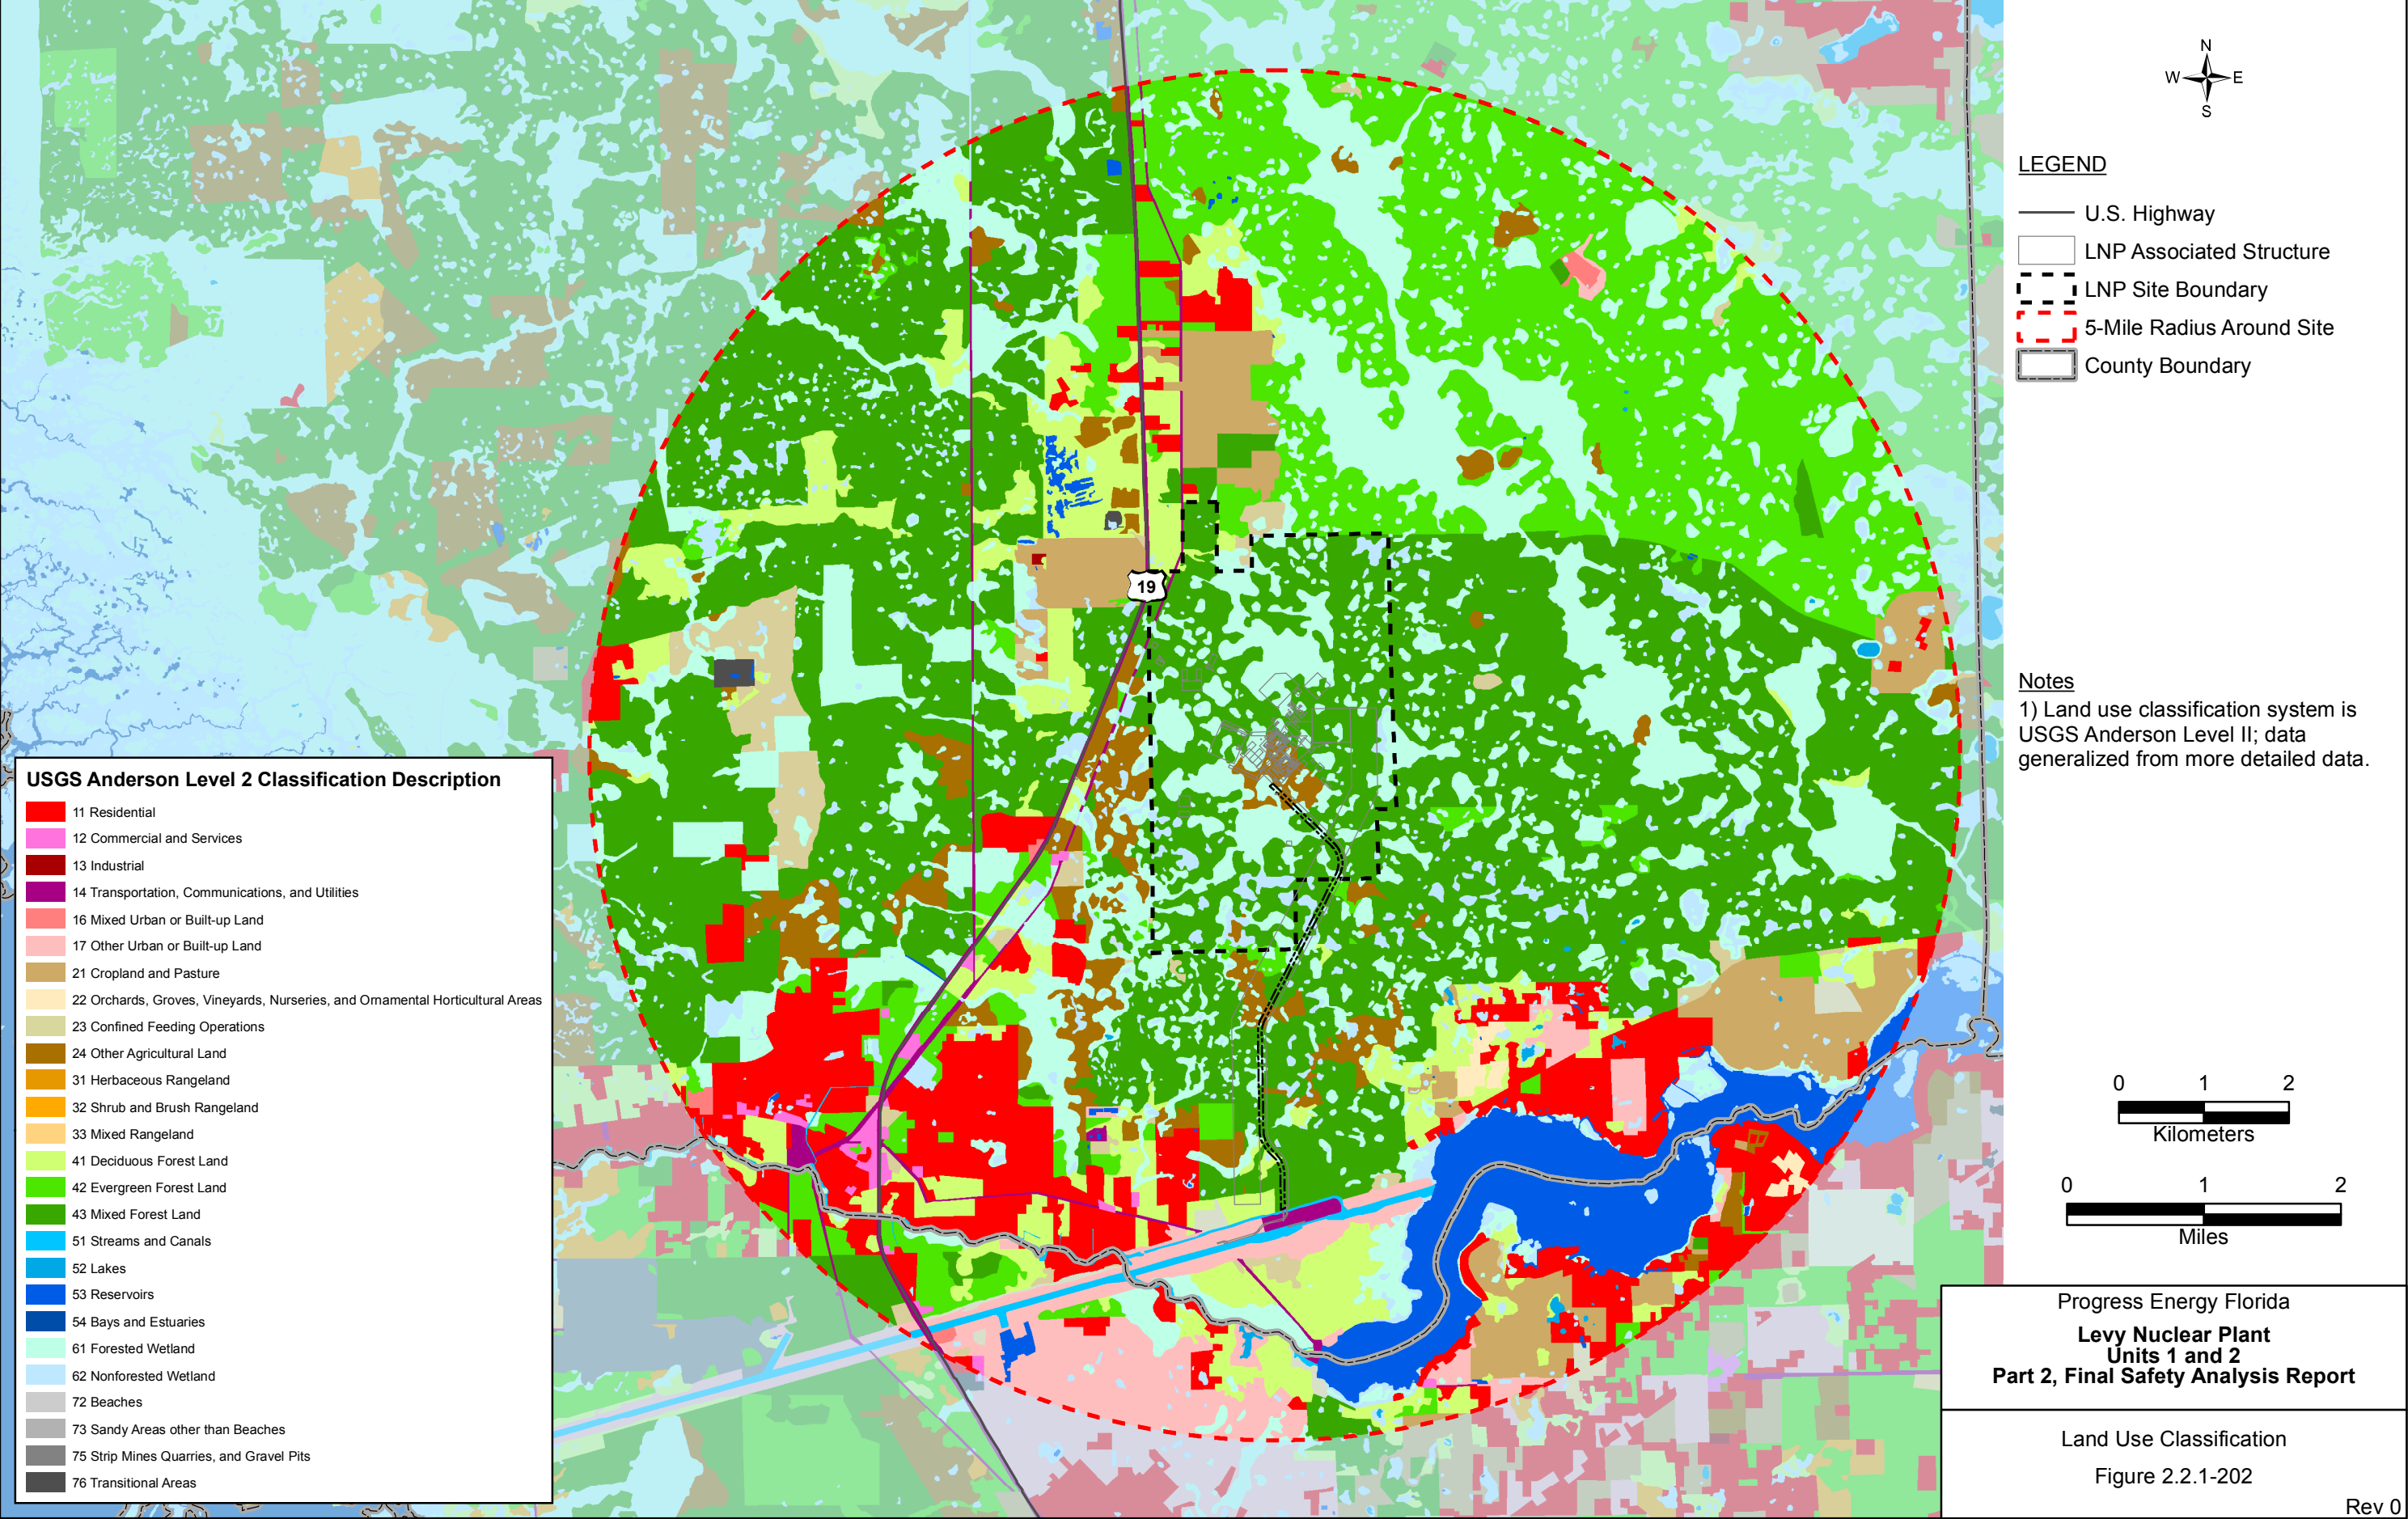 N
W E
S
LEGEND
U.S. Highway
LNP Associated Structure
LNP Site Boundary
5-Mile Radius Around Site
County Boundary
19
Notes
1) Land use classification system is
USGS Anderson Level II; data
generalized from more detailed data.
USGS Anderson Level 2 Classification Description
11 Residential
12 Commercial and Services
13 Industrial
14 Transportation, Communications, and Utilities
16 Mixed Urban or Built-up Land
17 Other Urban or Built-up Land
21 Cropland and Pasture
22 Orchards, Groves, Vineyards, Nurseries, and Ornamental Horticultural Areas
23 Confined Feeding Operations
24 Other Agricultural Land
31 Herbaceous Rangeland
32 Shrub and Brush Rangeland
33 Mixed Rangeland
41 Deciduous Forest Land
42 Evergreen Forest Land
43 Mixed Forest Land
51 Streams and Canals
52 Lakes
53 Reservoirs
54 Bays and Estuaries
61 Forested Wetland
62 Nonforested Wetland
72 Beaches
73 Sandy Areas other than Beaches
75 Strip Mines Quarries, and Gravel Pits
76 Transitional Areas
0 1 2
Kilometers
0 1 2
Miles
Progress Energy Florida
Levy Nuclear Plant
Units 1 and 2
Part 2, Final Safety Analysis Report
Land Use Classification
Figure 2.2.1-202
Rev 0